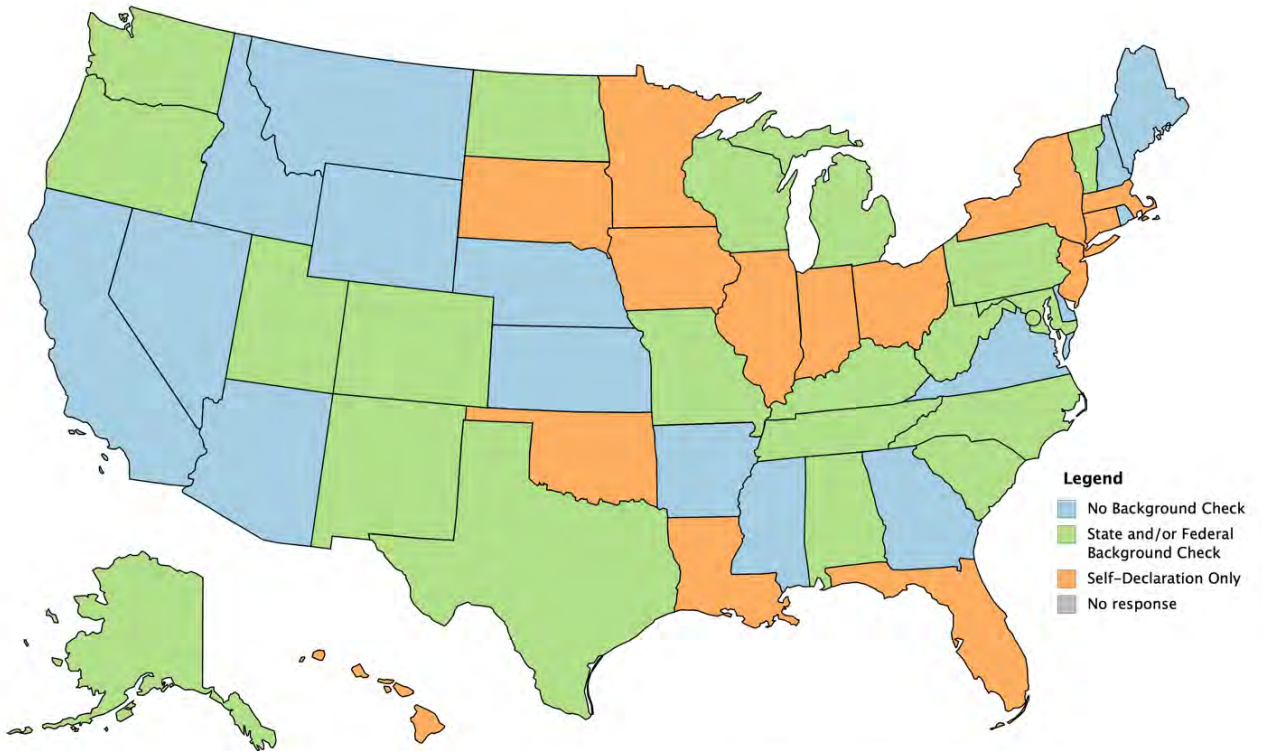 Legend
No Background Check
State and/or Federal
Background Check
Self-Declaration Only
No response